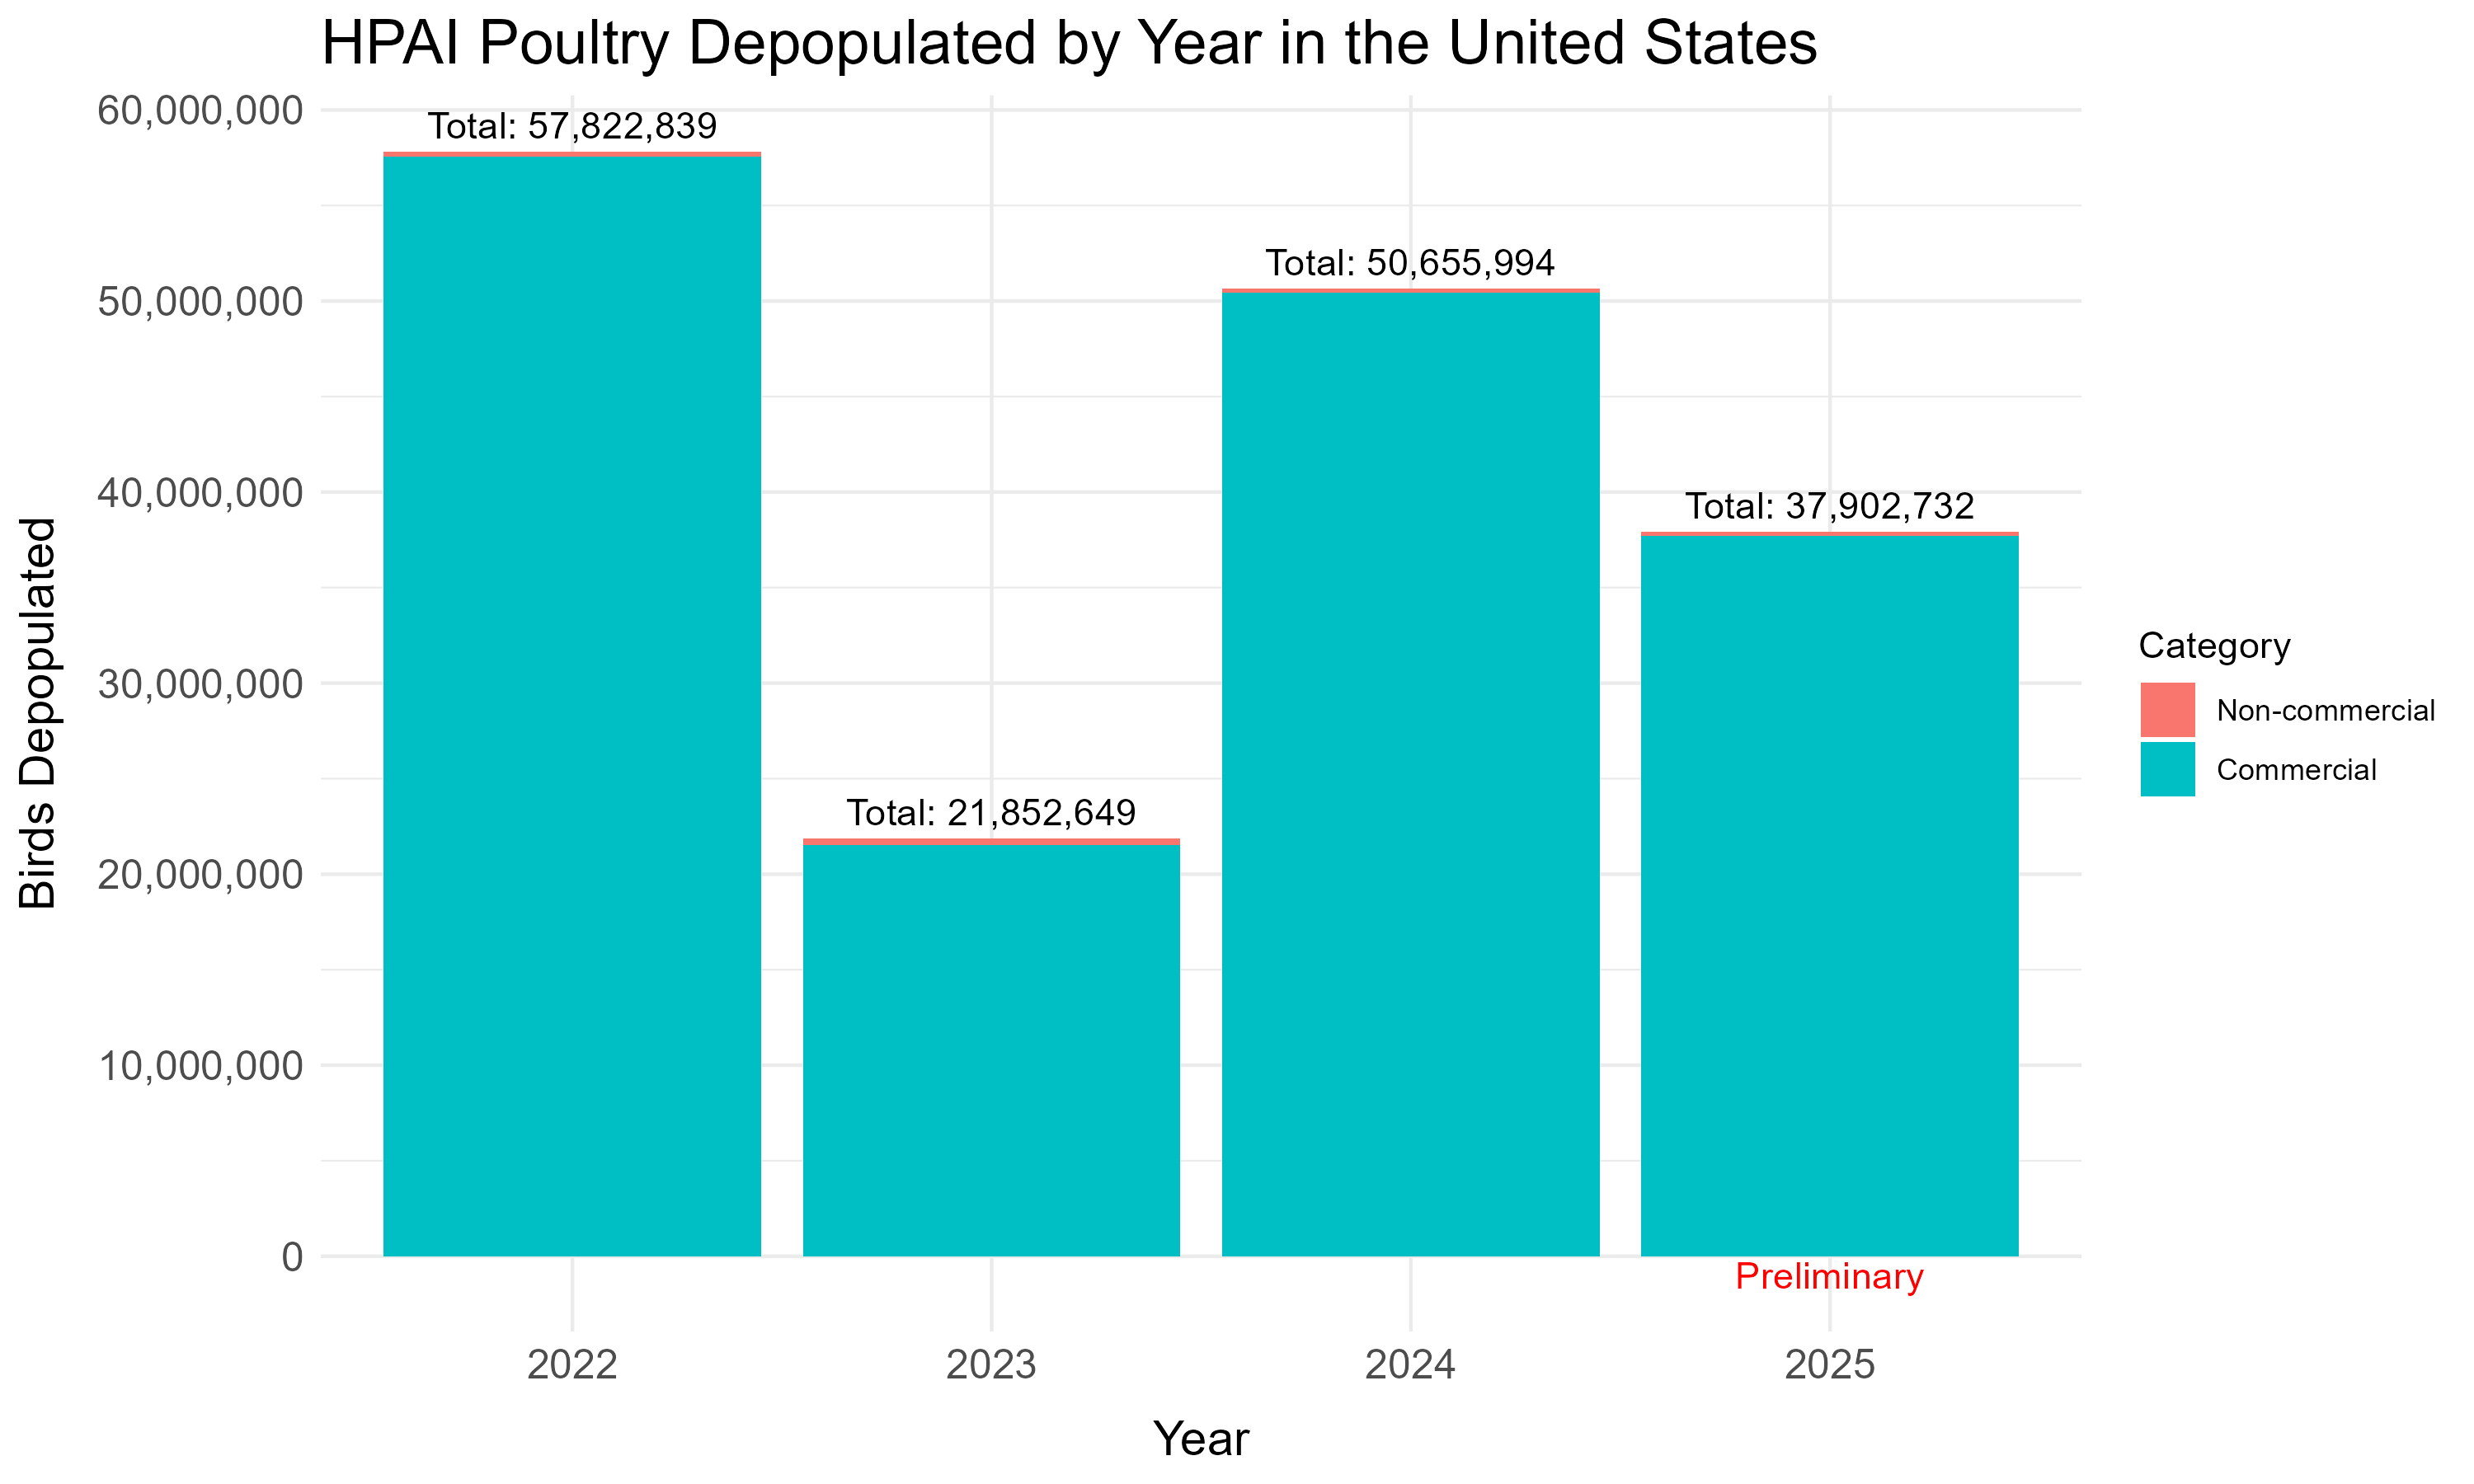 HPAI Poultry Depopulated by Year in the United States
60,000,000
50,000,000
40,000,000
30,000,000
20,000,000
10,000,000
0
Birds Depopulated
Total: 57,822,839
Total: 21,852,649
Total: 50,655,994
Total: 37,902,732
Preliminary
2022
2023
2024
2025
Year
Category
Non-commercial
Commercial